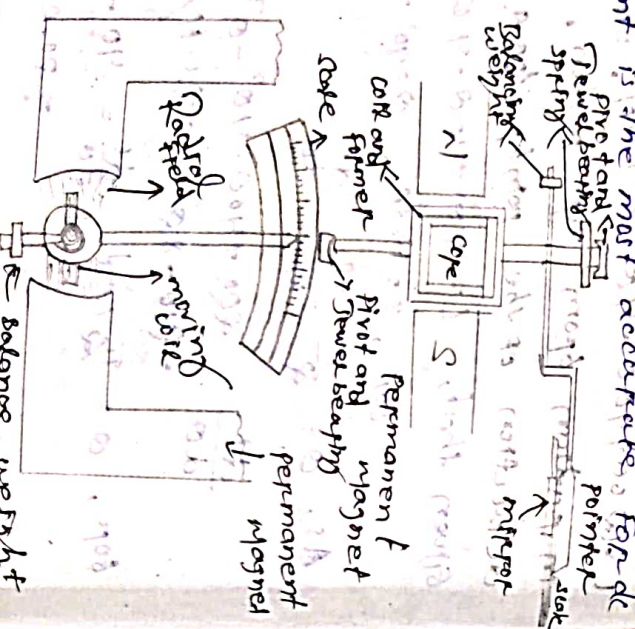 nt is the most accurate for dc
Pivot and
Jewel bearing
spring
Balancing
weight
pointer
scale
mirror
N
Core
S
coil and
former
permanent
Magnet
Pivot and
Jewel bearing
scale
Radial
field
moving
coil
permanent
Magnet
balance weight